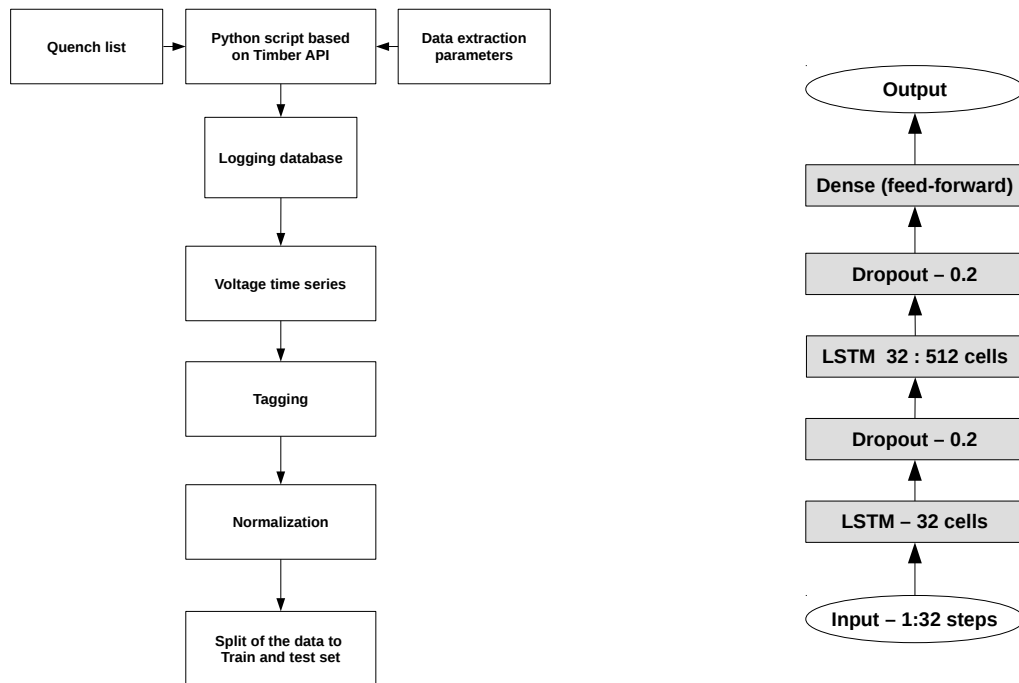 Quench list
Python script based
on Timber API
Data extraction
parameters
Logging database
Voltage time series
Tagging
Normalization
Split of the data to
Train and test set
Output
Dense (feed-forward)
Dropout – 0.2
LSTM  32 : 512 cells
Dropout – 0.2
LSTM – 32 cells
Input – 1:32 steps